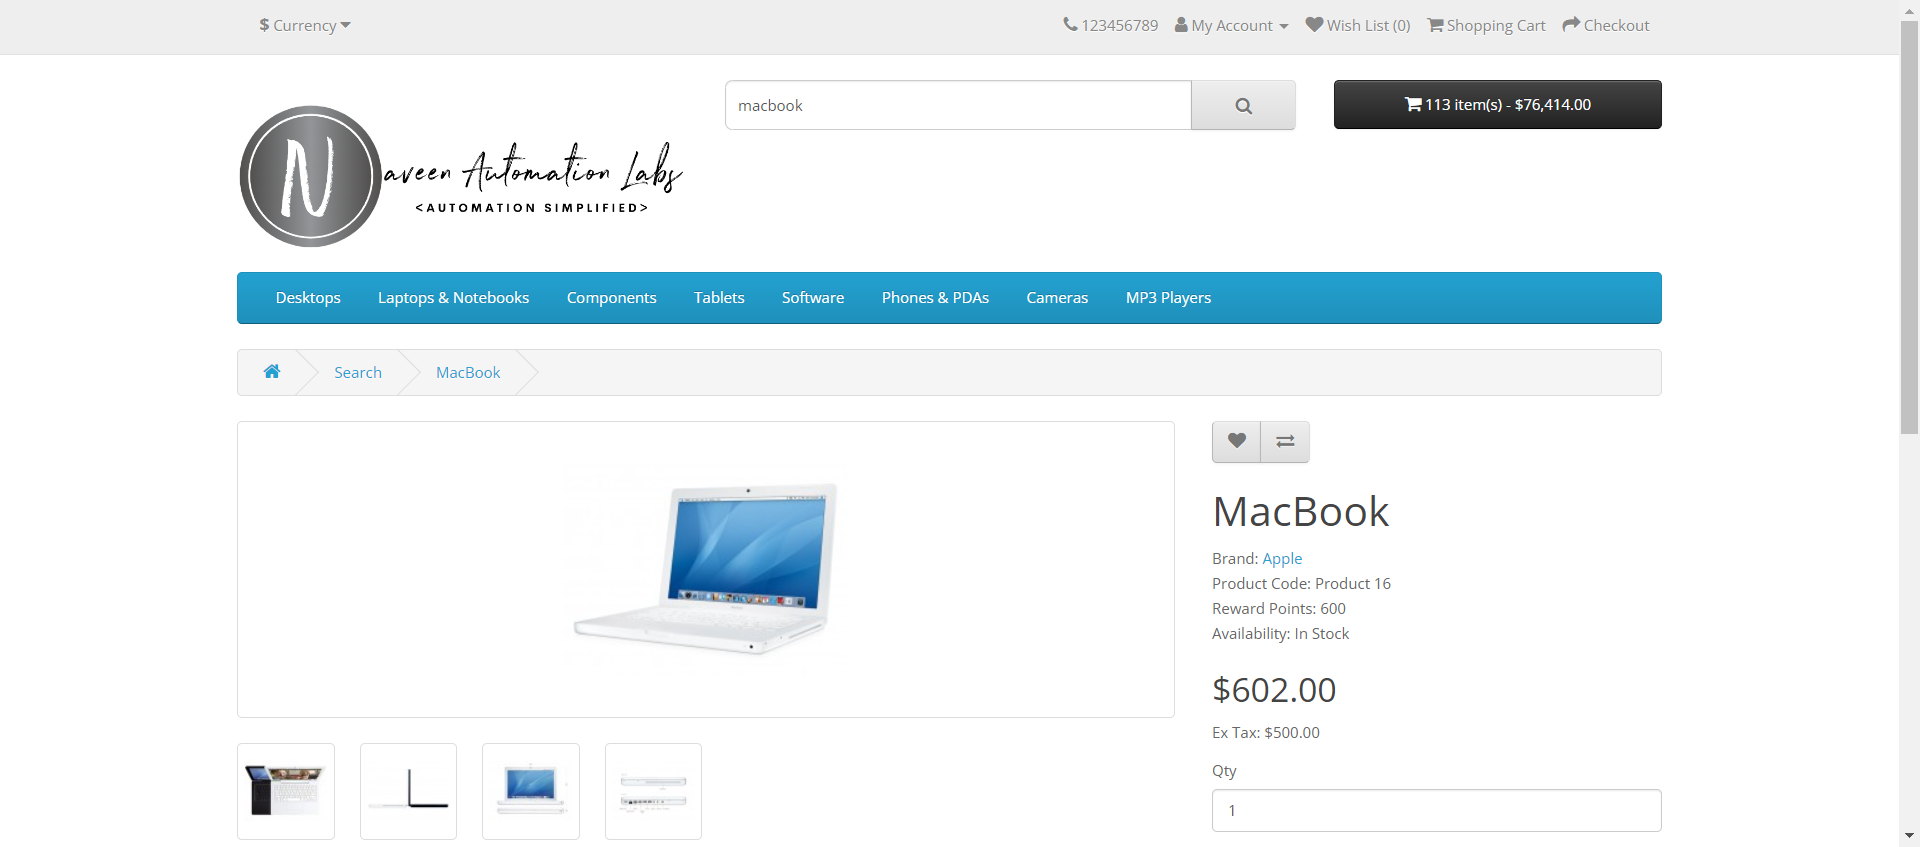 $ Currency
123456789 My Account Wish List (0) Shopping Cart Checkout
macbook
113 item(s) - $76,414.00
N
aveen Automation Labs
<AUTOMATION SIMPLIFIED>
Desktops Laptops & Notebooks Components Tablets Software Phones & PDAs Cameras MP3 Players
Search MacBook
MacBook
Brand: Apple
Product Code: Product 16
Reward Points: 600
Availability: In Stock
$602.00
Ex Tax: $500.00
Qty
1